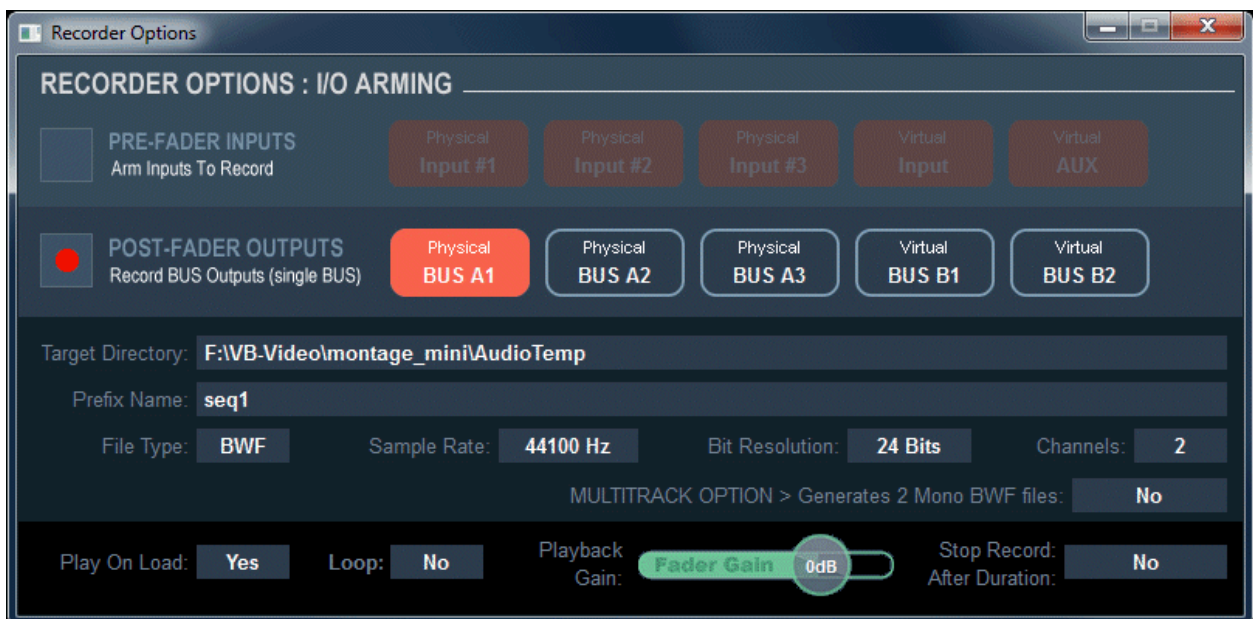 Recorder Options
RECORDER OPTIONS : I/O ARMING
PRE-FADER INPUTS
Arm Inputs To Record
Physical
Input #1
Physical
Input #2
Physical
Input #3
Virtual
Input
Virtual
AUX
POST-FADER OUTPUTS
Record BUS Outputs (single BUS)
Physical
BUS A1
Physical
BUS A2
Physical
BUS A3
Virtual
BUS B1
Virtual
BUS B2
Target Directory: F:\VB-Video\montage_mini\AudioTemp
Prefix Name: seq1
File Type: BWF Sample Rate: 44100 Hz Bit Resolution: 24 Bits Channels: 2
MULTITRACK OPTION > Generates 2 Mono BWF files: No
Play On Load: Yes Loop: No
Playback
Gain:
Fader Gain 0dB
Stop Record:
After Duration:
No